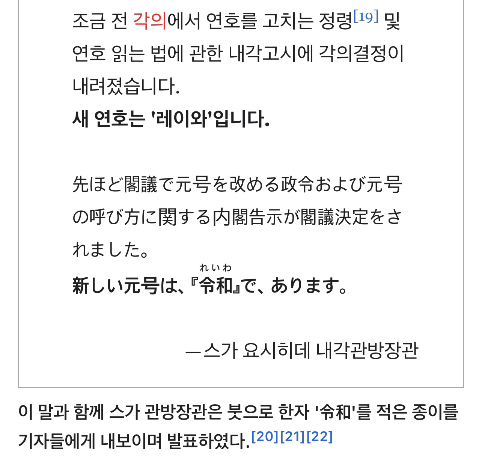 조금 전 각의에서 연호를 고치는 정령[19] 및
연호 읽는 법에 관한 내각고시에 각의결정이
내려졌습니다.
새 연호는 '레이와'입니다.
先ほど閣議で元号を改める政令および元号
の呼び方に関する内閣告示が閣議決定をさ
れました。
れいわ
新しい元号は、『令和』で、あります。
—스가 요시히데 내각관방장관
이 말과 함께 스가 관방장관은 붓으로 한자 '令和'를 적은 종이를
기자들에게 내보이며 발표하였다.[20][21][22]